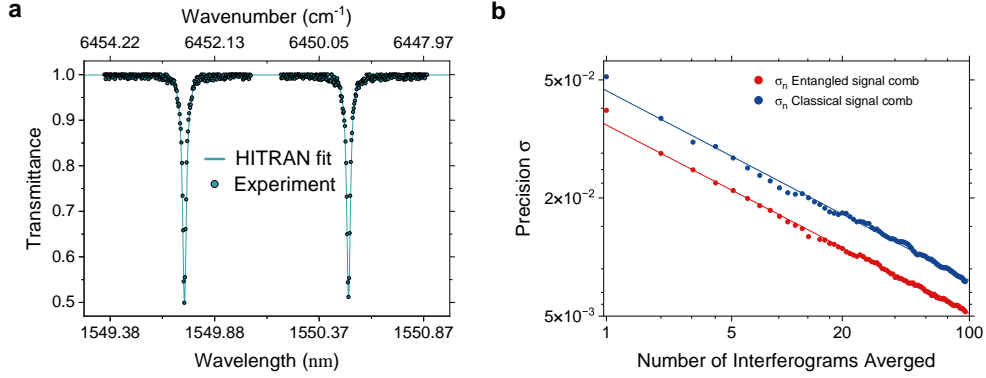 a
Wavenumber (cm⁻¹)
6454.22 6452.13 6450.05 6447.97
Transmittance
1.0
0.9
0.8
0.7
0.6
0.5
HITRAN fit
Experiment
1549.38 1549.88 1550.37 1550.87
Wavelength (nm)
b
Precision σ
5×10⁻²
2×10⁻²
5×10⁻³
σₙ Entangled signal comb
σₙ Classical signal comb
1 5 20 100
Number of Interferograms Averged